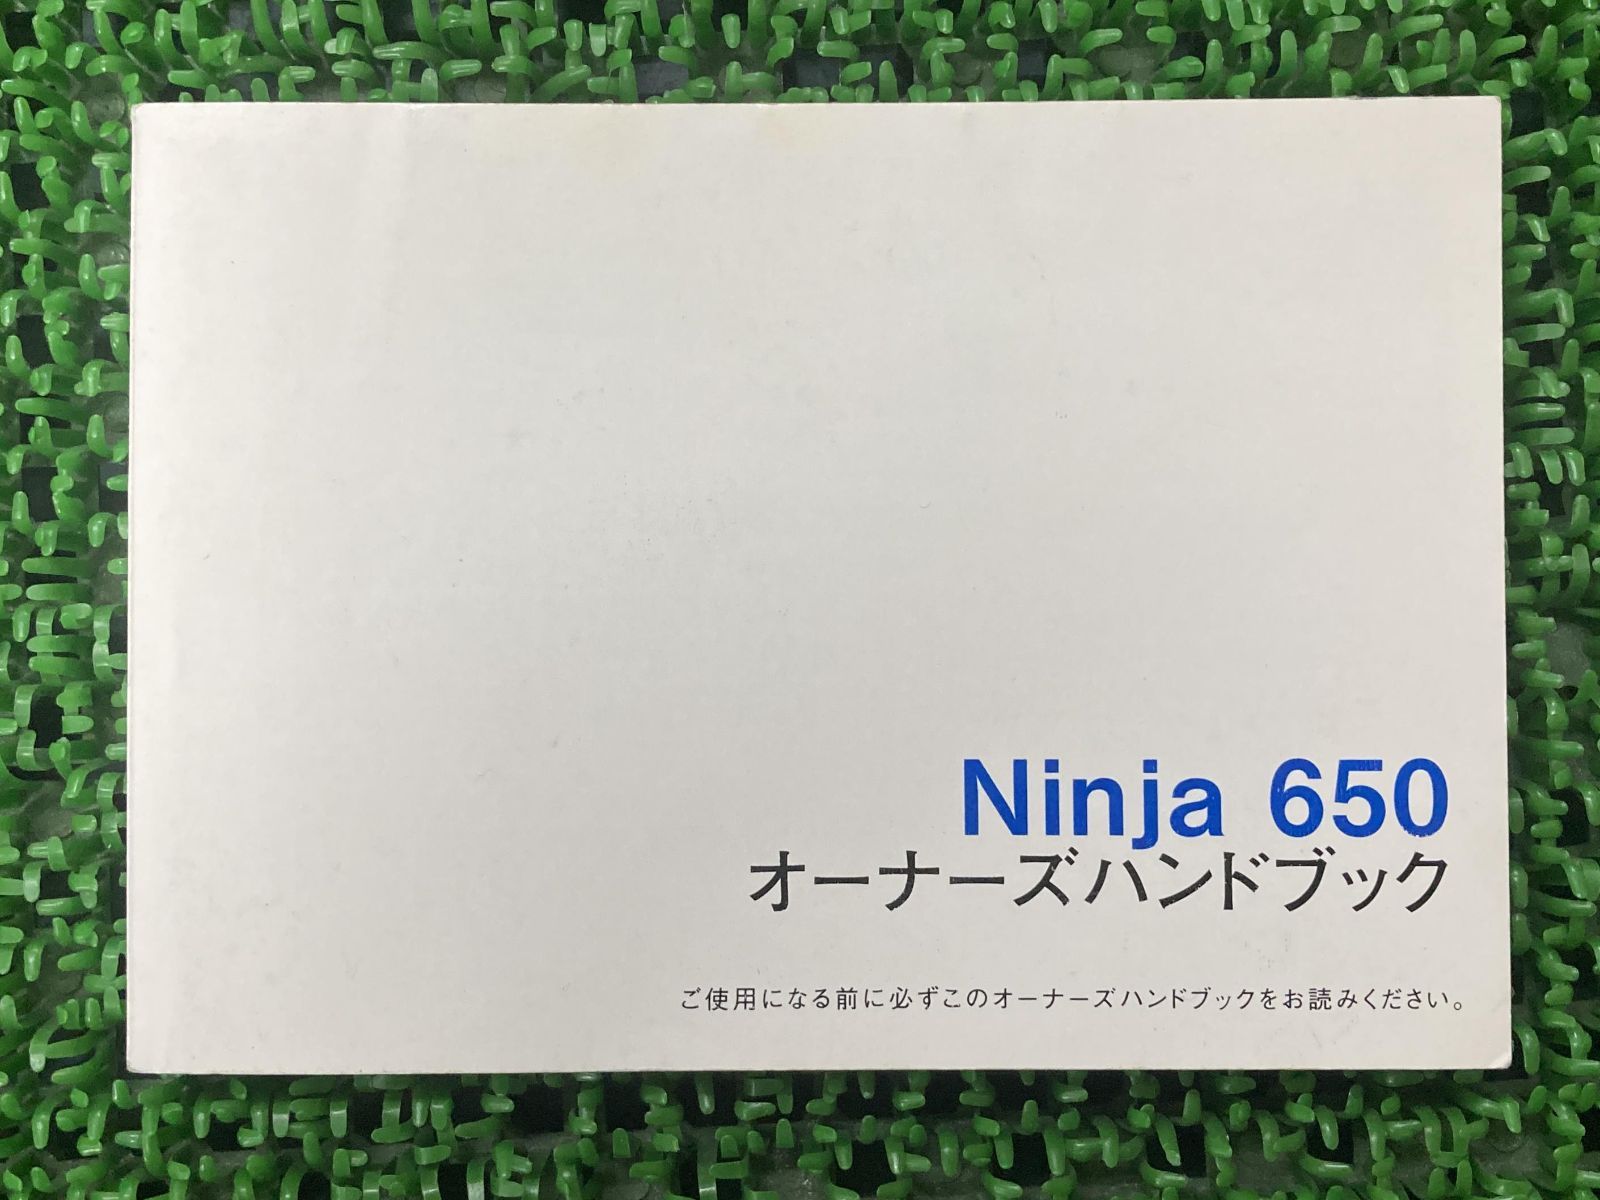 Ninja 650
オーナーズハンドブック
ご使用になる前に必ずこのオーナーズハンドブックをお読みください。